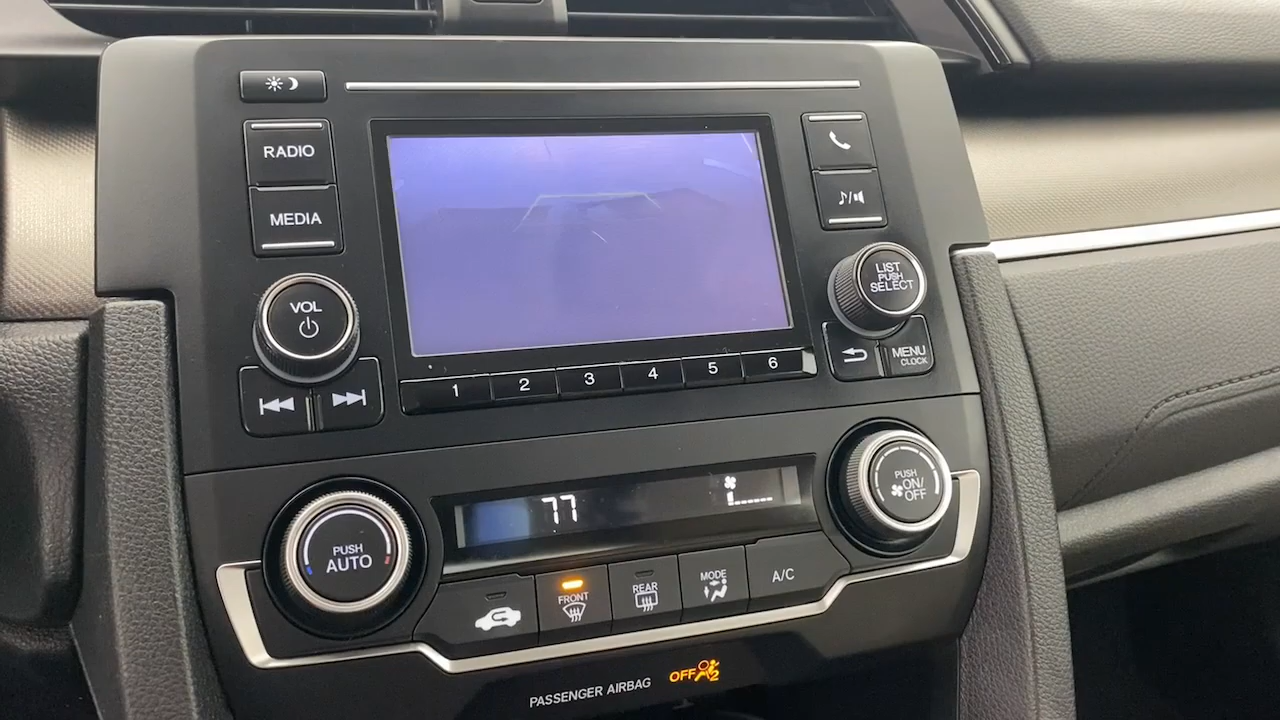 RADIO
MEDIA
VOL
LIST
PUSH
SELECT
MENU
CLOCK
1 2 3 4 5 6
77
PUSH
AUTO
PUSH
ON/
OFF
FRONT
REAR
MODE
A/C
PASSENGER AIRBAG OFF
2